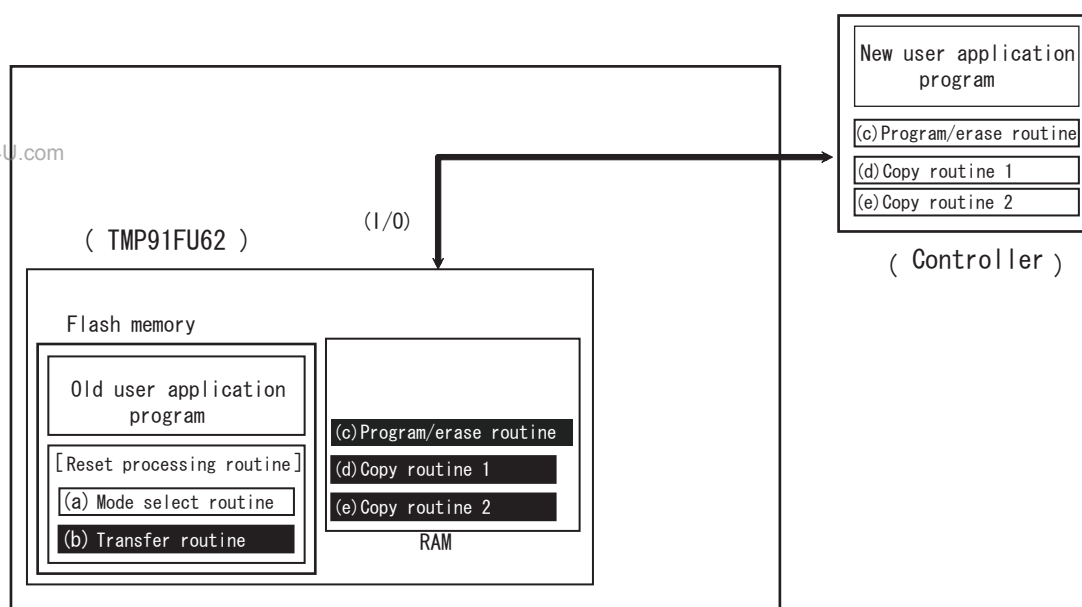 New user application
program
(c)Program/erase routine
(d)Copy routine 1
(e)Copy routine 2
( Controller )
U.com
(I/O)
( TMP91FU62 )
Flash memory
Old user application
program
[Reset processing routine]
(a) Mode select routine
(b) Transfer routine
(c)Program/erase routine
(d)Copy routine 1
(e)Copy routine 2
RAM